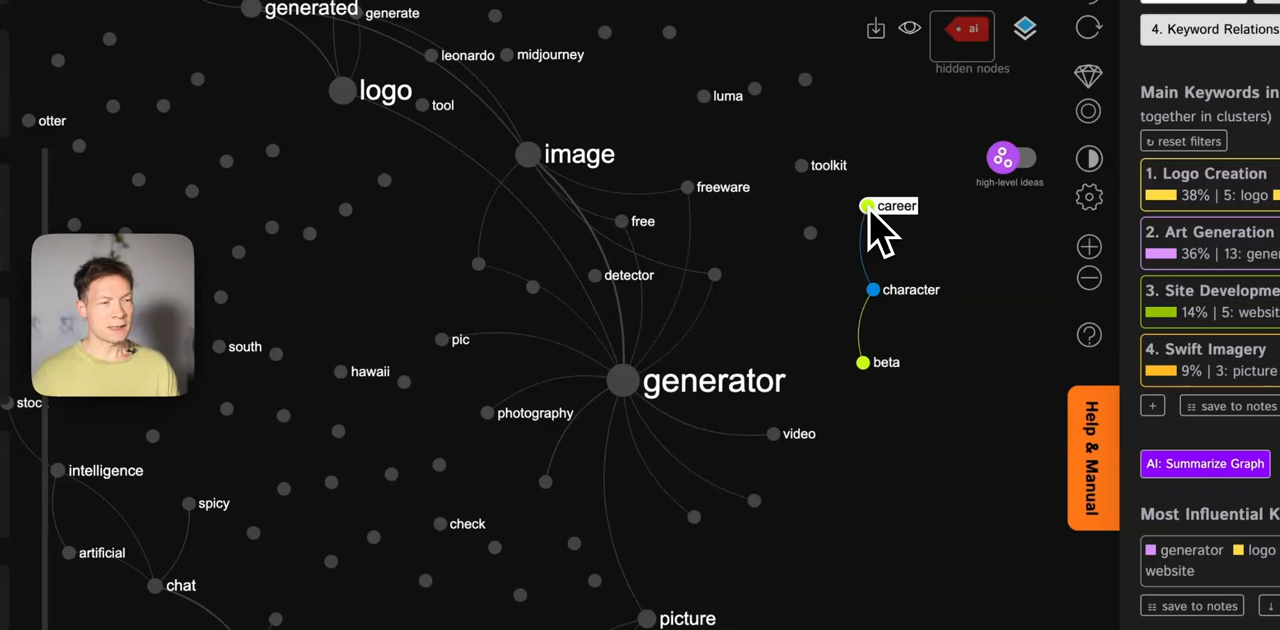 generated
generate
leonardo
midjourney
logo
tool
luma
otter
image
toolkit
freeware
free
career
detector
character
pic
south
hawaii
beta
generator
photography
video
stoc
intelligence
spicy
check
artificial
chat
picture
ai
hidden nodes
high-level ideas
Help & Manual
4. Keyword Relations
Main Keywords in
together in clusters)
↻ reset filters
1. Logo Creation
38% | 5: logo
2. Art Generation
36% | 13: gene
3. Site Developme
14% | 5: websit
4. Swift Imagery
9% | 3: picture
+
save to notes
AI: Summarize Graph
Most Influential K
generator logo
website
save to notes